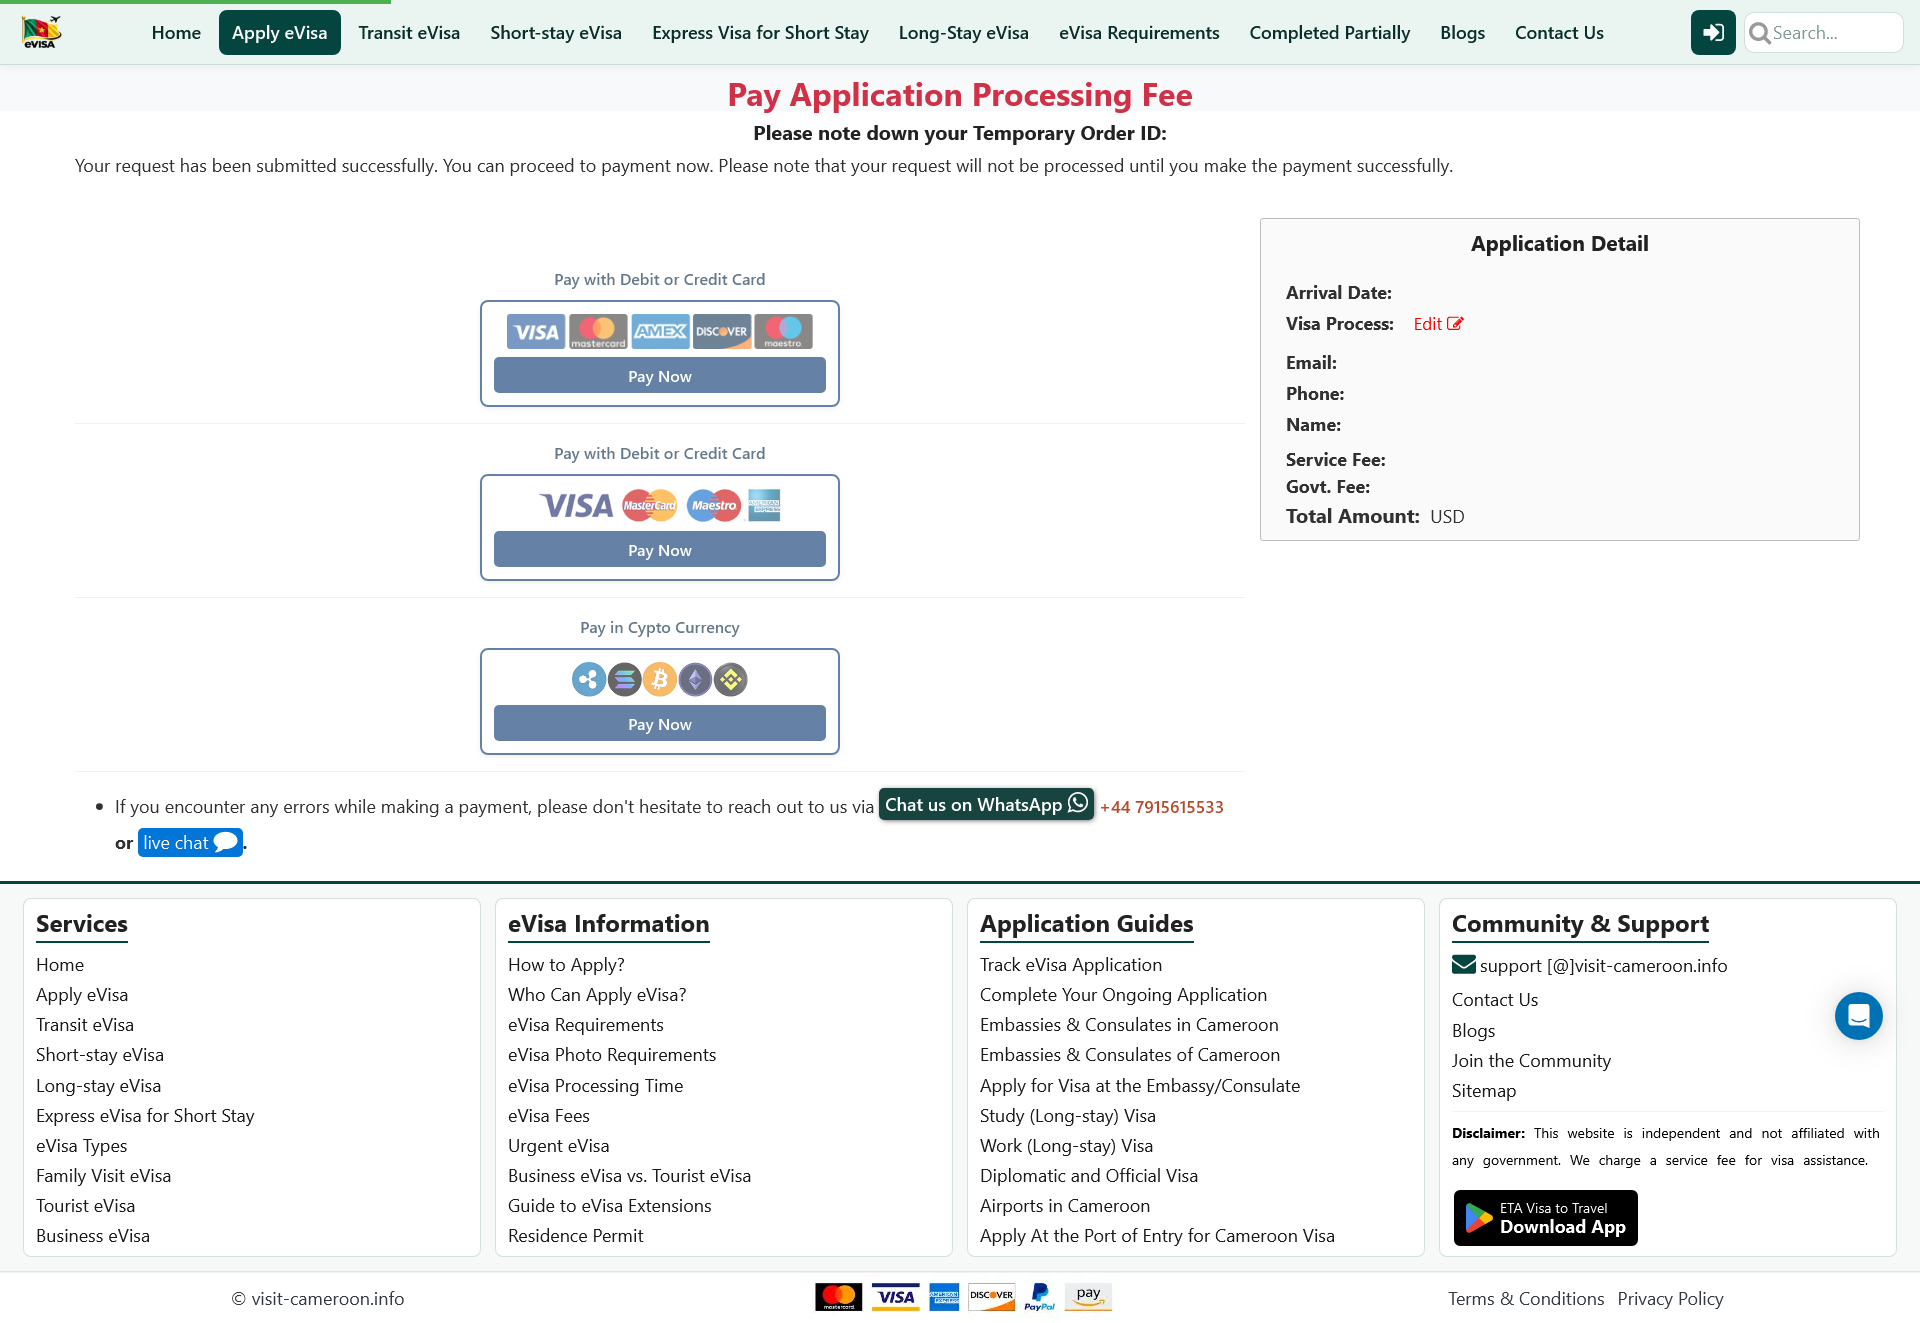 eVISA
Home
Apply eVisa
Transit eVisa
Short-stay eVisa
Express Visa for Short Stay
Long-Stay eVisa
eVisa Requirements
Completed Partially
Blogs
Contact Us
Search...
Pay Application Processing Fee
Please note down your Temporary Order ID:
Your request has been submitted successfully. You can proceed to payment now. Please note that your request will not be processed until you make the payment successfully.
Pay with Debit or Credit Card
VISA mastercard AMEX DISCOVER maestro
Pay Now
Pay with Debit or Credit Card
VISA MasterCard Maestro AMERICAN EXPRESS
Pay Now
Pay in Cypto Currency
Pay Now
If you encounter any errors while making a payment, please don't hesitate to reach out to us via Chat us on WhatsApp +44 7915615533
or live chat .
Application Detail
Arrival Date:
Visa Process: Edit
Email:
Phone:
Name:
Service Fee:
Govt. Fee:
Total Amount: USD
Services
Home
Apply eVisa
Transit eVisa
Short-stay eVisa
Long-stay eVisa
Express eVisa for Short Stay
eVisa Types
Family Visit eVisa
Tourist eVisa
Business eVisa
eVisa Information
How to Apply?
Who Can Apply eVisa?
eVisa Requirements
eVisa Photo Requirements
eVisa Processing Time
eVisa Fees
Urgent eVisa
Business eVisa vs. Tourist eVisa
Guide to eVisa Extensions
Residence Permit
Application Guides
Track eVisa Application
Complete Your Ongoing Application
Embassies & Consulates in Cameroon
Embassies & Consulates of Cameroon
Apply for Visa at the Embassy/Consulate
Study (Long-stay) Visa
Work (Long-stay) Visa
Diplomatic and Official Visa
Airports in Cameroon
Apply At the Port of Entry for Cameroon Visa
Community & Support
support [@]visit-cameroon.info
Contact Us
Blogs
Join the Community
Sitemap
Disclaimer: This website is independent and not affiliated with
any government. We charge a service fee for visa assistance.
ETA Visa to Travel
Download App
© visit-cameroon.info
mastercard VISA AMERICAN EXPRESS DISCOVER PayPal pay
Terms & Conditions Privacy Policy